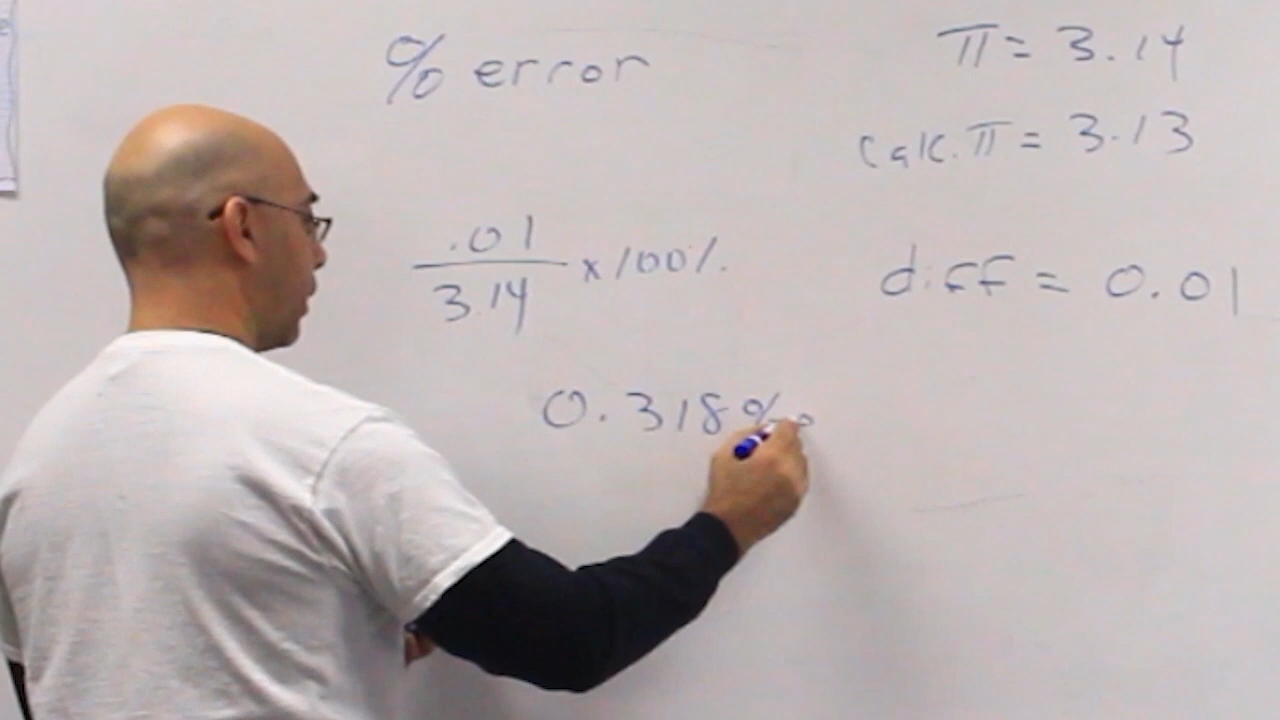 % error
π = 3.14
calc. π = 3.13
.01
3.14
x 100%
diff = 0.01
0.318%